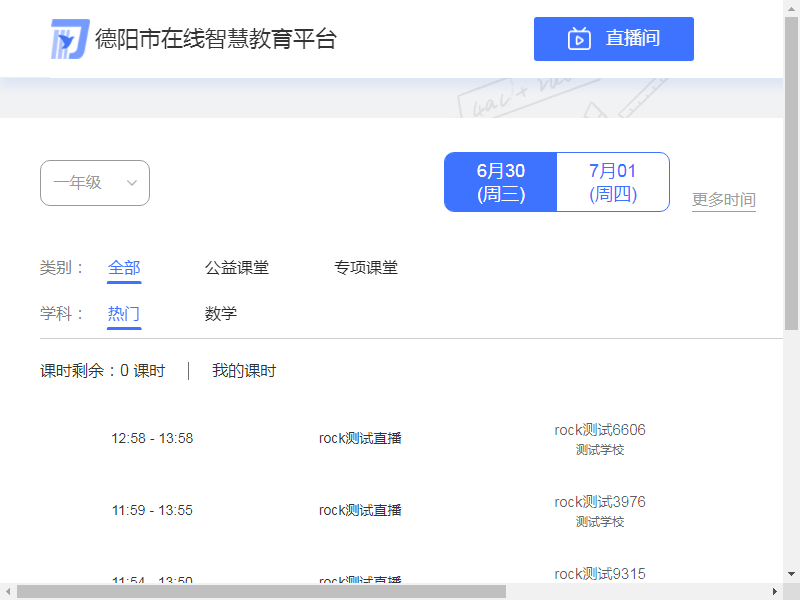 德阳市在线智慧教育平台
直播间
一年级
6月30
(周三)
7月01
(周四)
更多时间
类别：
全部
公益课堂
专项课堂
学科：
热门
数学
课时剩余：0 课时
我的课时
12:58 - 13:58
rock测试直播
rock测试6606
测试学校
11:59 - 13:55
rock测试直播
rock测试3976
测试学校
11:54 - 13:50
rock测试直播
rock测试9315